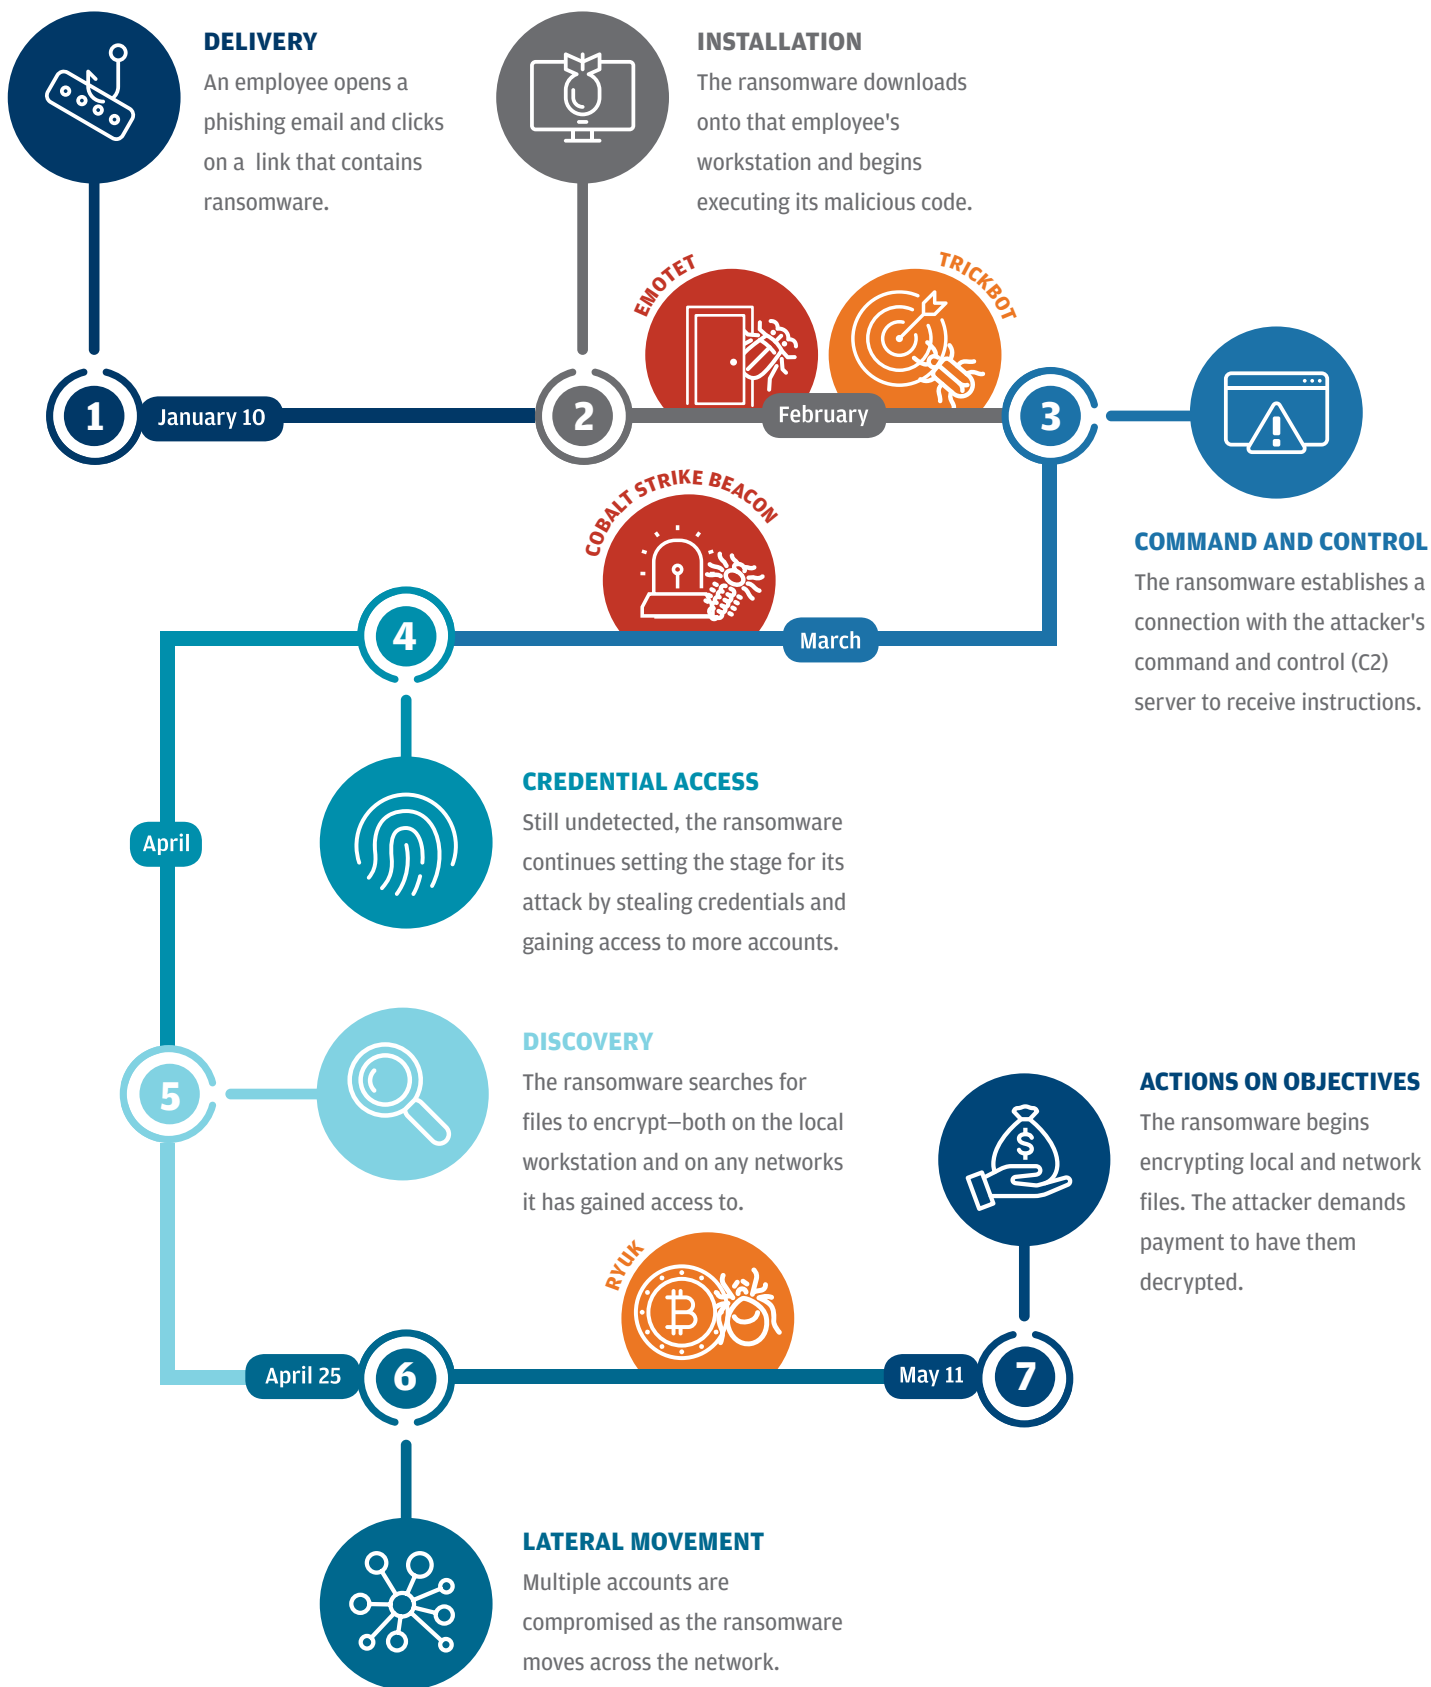 DELIVERY
An employee opens a
phishing email and clicks
on a  link that contains
ransomware.
INSTALLATION
The ransomware downloads
onto that employee's
workstation and begins
executing its malicious code.
EMOTET
TRICKBOT
1
January 10
2
February
3
COMMAND AND CONTROL
The ransomware establishes a
connection with the attacker's
command and control (C2)
server to receive instructions.
COBALT STRIKE BEACON
March
4
CREDENTIAL ACCESS
Still undetected, the ransomware
continues setting the stage for its
attack by stealing credentials and
gaining access to more accounts.
April
5
DISCOVERY
The ransomware searches for
files to encrypt—both on the local
workstation and on any networks
it has gained access to.
April 25
6
LATERAL MOVEMENT
Multiple accounts are
compromised as the ransomware
moves across the network.
RYUK
₿
May 11
7
$
ACTIONS ON OBJECTIVES
The ransomware begins
encrypting local and network
files. The attacker demands
payment to have them
decrypted.